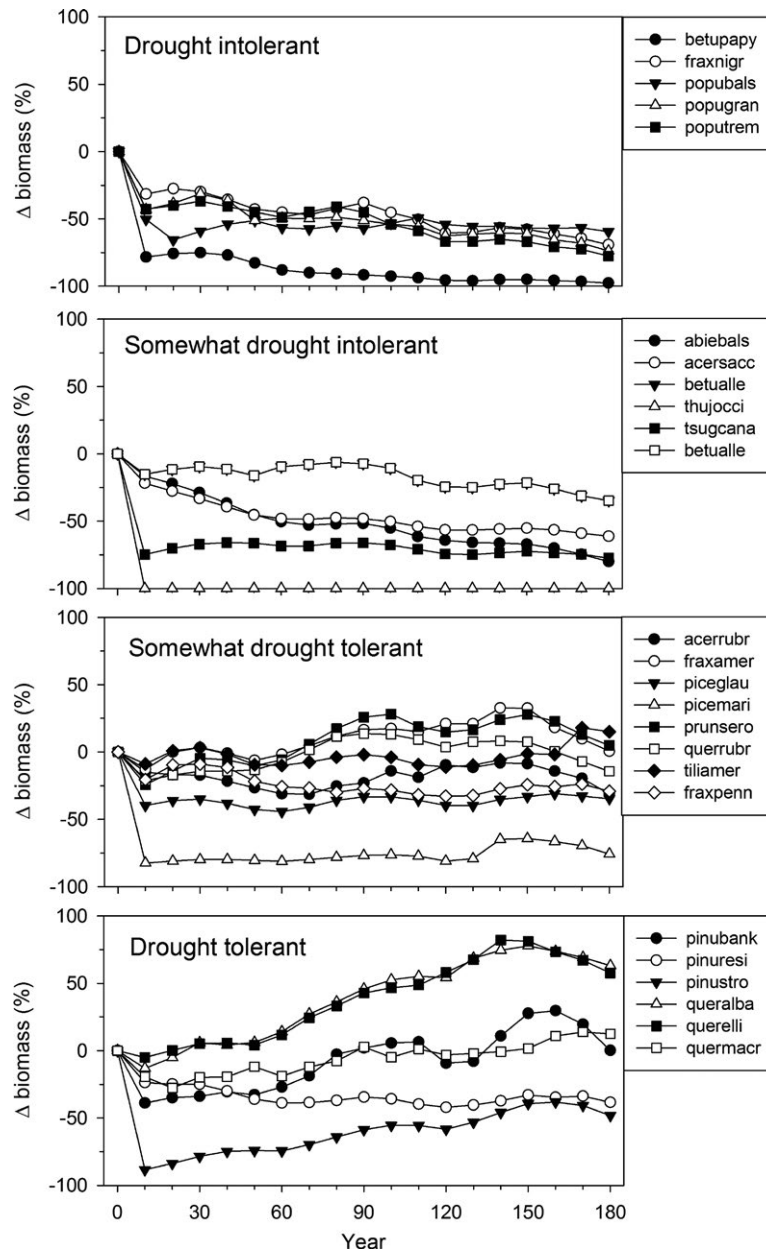 100
50
0
-50
-100
Δ biomass (%)
Drought intolerant
betupapy
fraxnigr
popubals
popugran
poputrem
100
50
0
-50
-100
Δ biomass (%)
Somewhat drought intolerant
abiebals
acersacc
betualle
thujocci
tsugcana
betualle
100
50
0
-50
-100
Δ biomass (%)
Somewhat drought tolerant
acerrubr
fraxamer
piceglau
picemari
prunsero
querrubr
tiliamer
fraxpenn
100
50
0
-50
-100
Δ biomass (%)
Drought tolerant
pinubank
pinuresi
pinustro
queralba
querelli
quermacr
0 30 60 90 120 150 180
Year